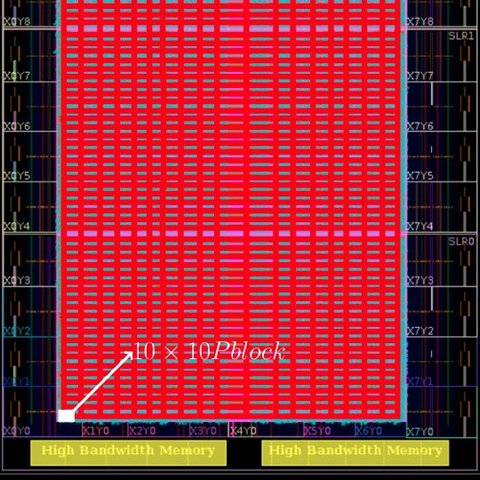 X0Y8 X7Y8
SLR1
X0Y7 X7Y7
X0Y6 X7Y6
X0Y5 X7Y5
X0Y4 X7Y4
SLR0
X0Y3 X7Y3
X0Y2 X7Y2
10 × 10Pblock
X0Y1 X7Y1
X0Y0 X1Y0 X2Y0 X3Y0 X4Y0 X5Y0 X6Y0 X7Y0
High Bandwidth Memory High Bandwidth Memory